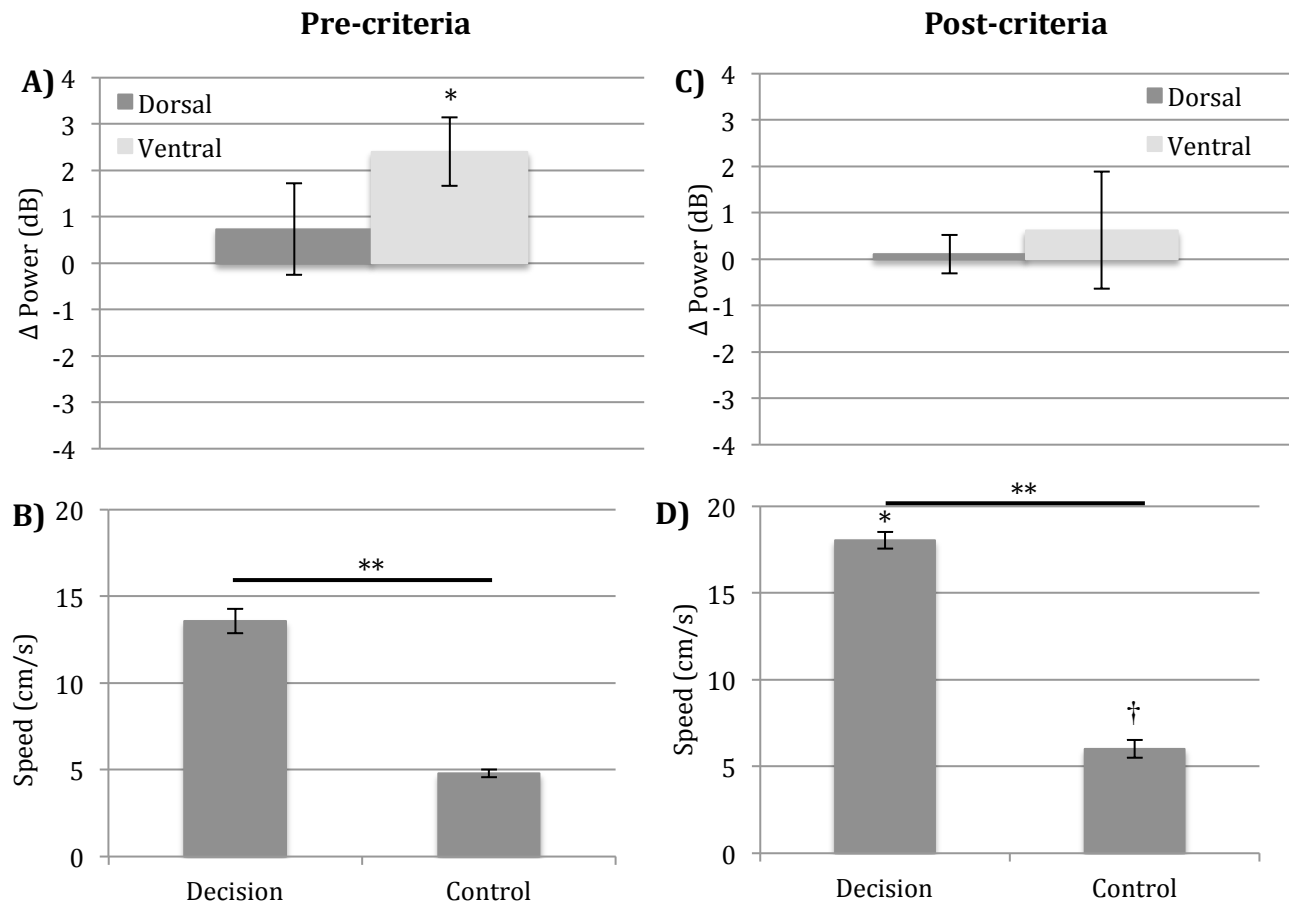 Pre-criteria
Post-criteria
A)
4
3
2
1
0
-1
-2
-3
-4
Δ Power (dB)
Dorsal
Ventral
*
C)
4
3
2
1
0
-1
-2
-3
-4
Δ Power (dB)
Dorsal
Ventral
B)
20
15
10
5
0
Speed (cm/s)
**
Decision
Control
D)
20
15
10
5
0
Speed (cm/s)
**
*
†
Decision
Control